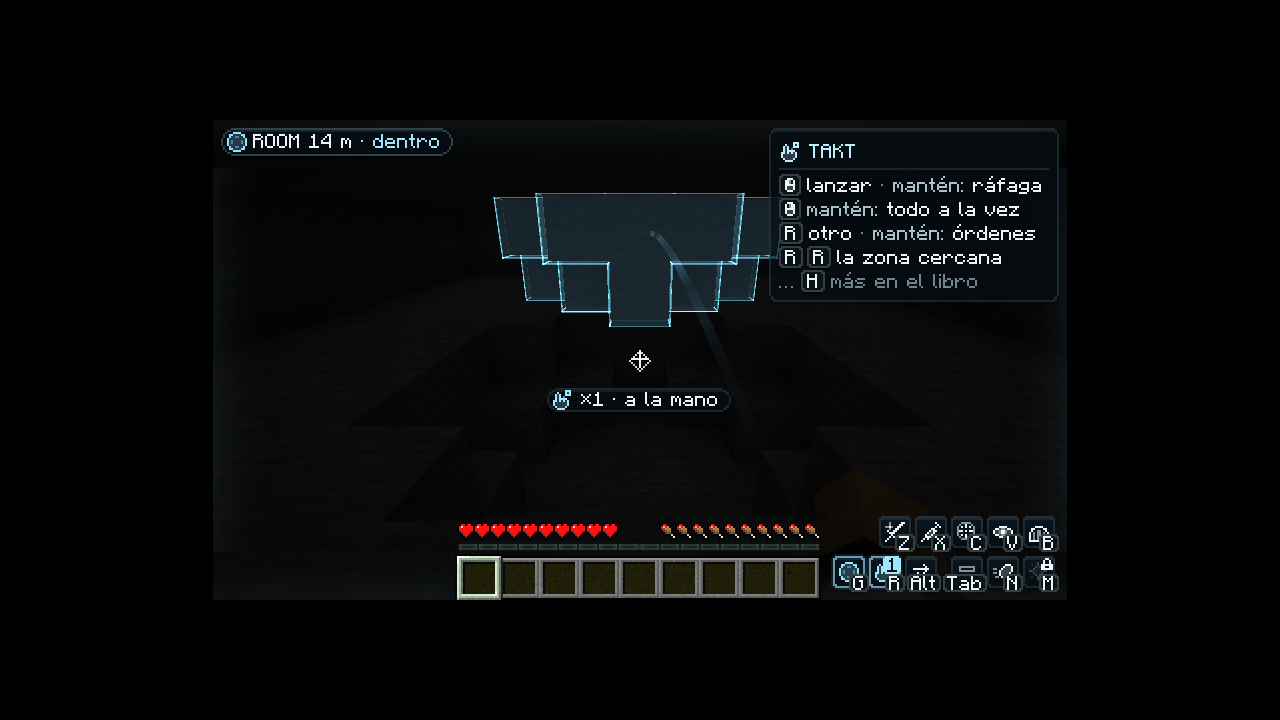 ROOM 14 m · dentro
TAKT
lanzar · mantén: ráfaga
mantén: todo a la vez
R otro · mantén: órdenes
R R la zona cercana
... H más en el libro
×1 · a la mano
Z X C V B
G 1 R Alt Tab N M